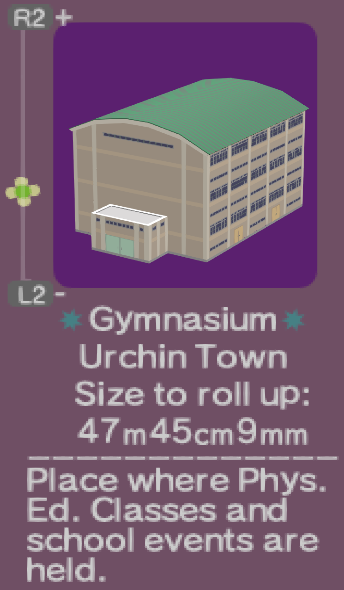 R2 +
L2 -
Gymnasium
Urchin Town
Size to roll up:
47m45cm9mm
Place where Phys.
Ed. Classes and
school events are
held.